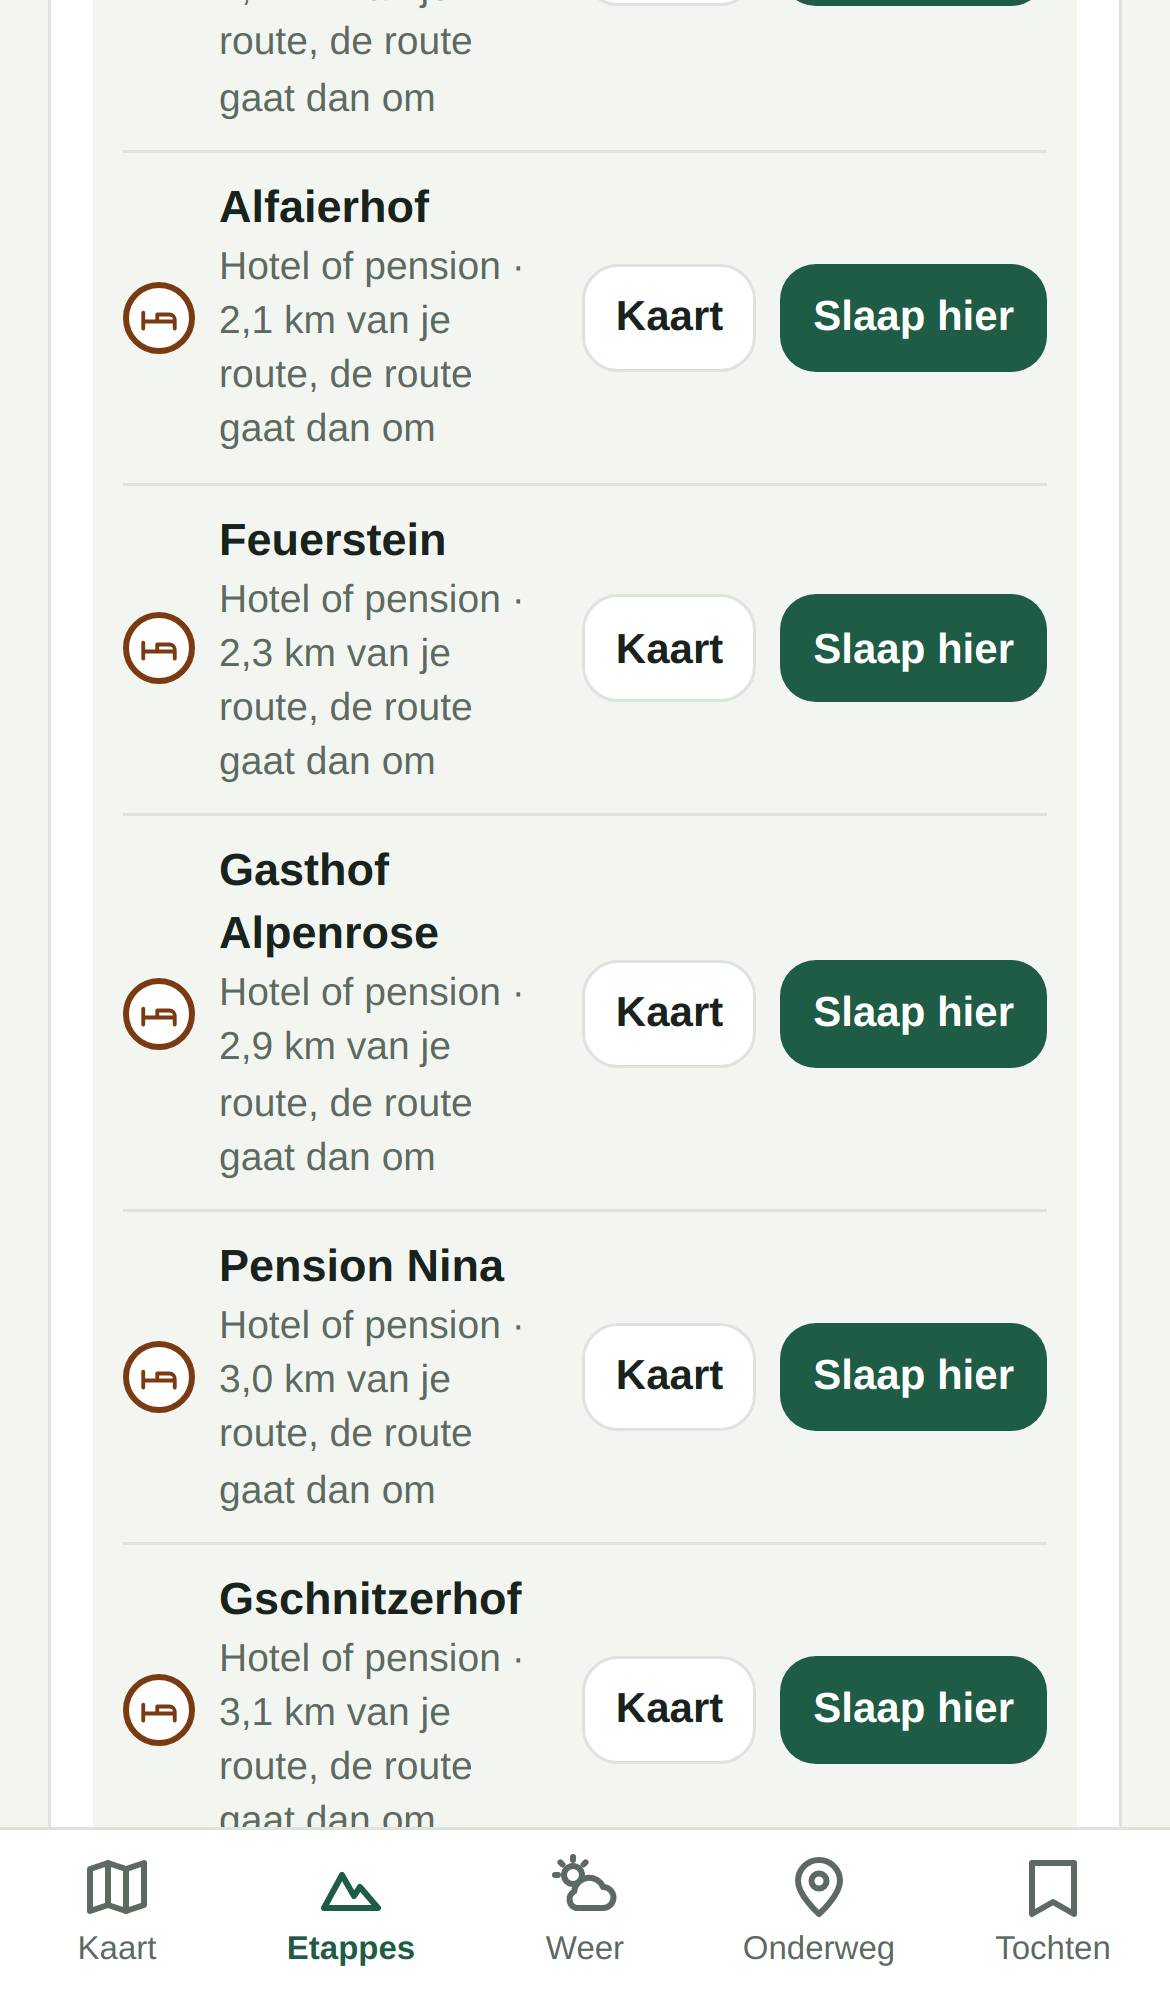 route, de route
gaat dan om
Alfaierhof
Hotel of pension ·
2,1 km van je
route, de route
gaat dan om
Kaart
Slaap hier
Feuerstein
Hotel of pension ·
2,3 km van je
route, de route
gaat dan om
Kaart
Slaap hier
Gasthof
Alpenrose
Hotel of pension ·
2,9 km van je
route, de route
gaat dan om
Kaart
Slaap hier
Pension Nina
Hotel of pension ·
3,0 km van je
route, de route
gaat dan om
Kaart
Slaap hier
Gschnitzerhof
Hotel of pension ·
3,1 km van je
route, de route
gaat dan om
Kaart
Slaap hier
Kaart
Etappes
Weer
Onderweg
Tochten